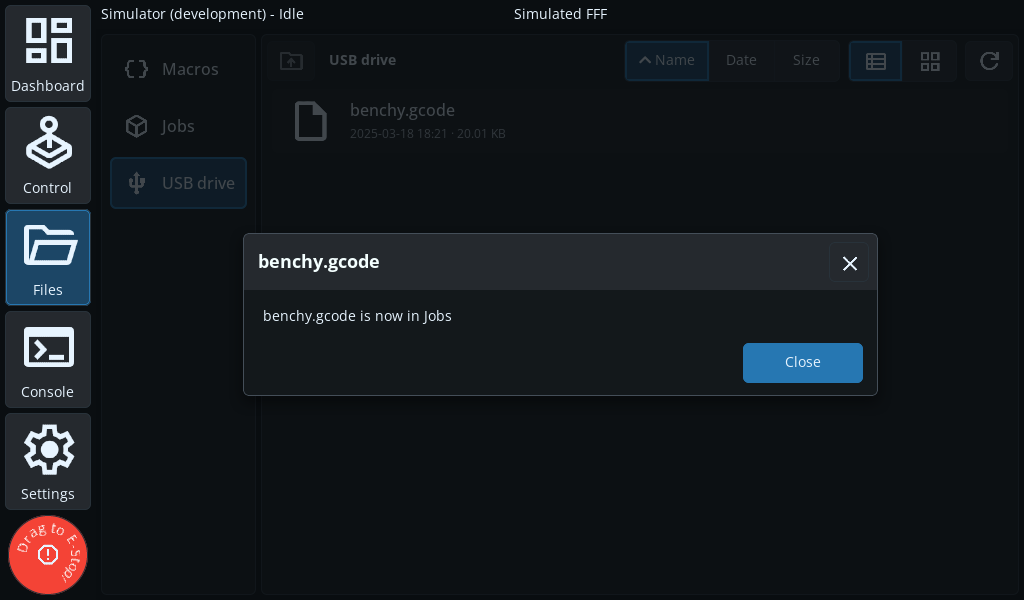 Simulator (development) - Idle
Simulated FFF
Dashboard
Control
Files
Console
Settings
Drag to E-Stop!
Macros
Jobs
USB drive
USB drive
Name
Date
Size
benchy.gcode
2025-03-18 18:21 · 20.01 KB
benchy.gcode
benchy.gcode is now in Jobs
Close